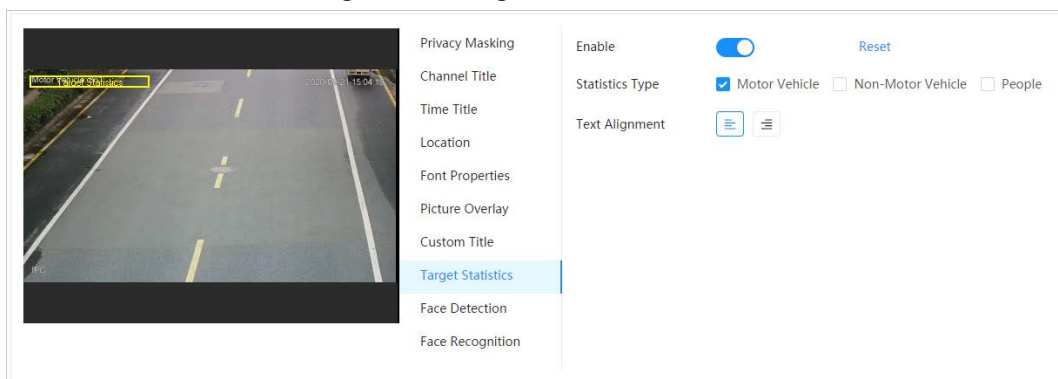 Motor Vehicle:0
Target Statistics
15:04:15
IPC
Privacy Masking
Channel Title
Time Title
Location
Font Properties
Picture Overlay
Custom Title
Target Statistics
Face Detection
Face Recognition
Enable
Reset
Statistics Type
Motor Vehicle
Non-Motor Vehicle
People
Text Alignment